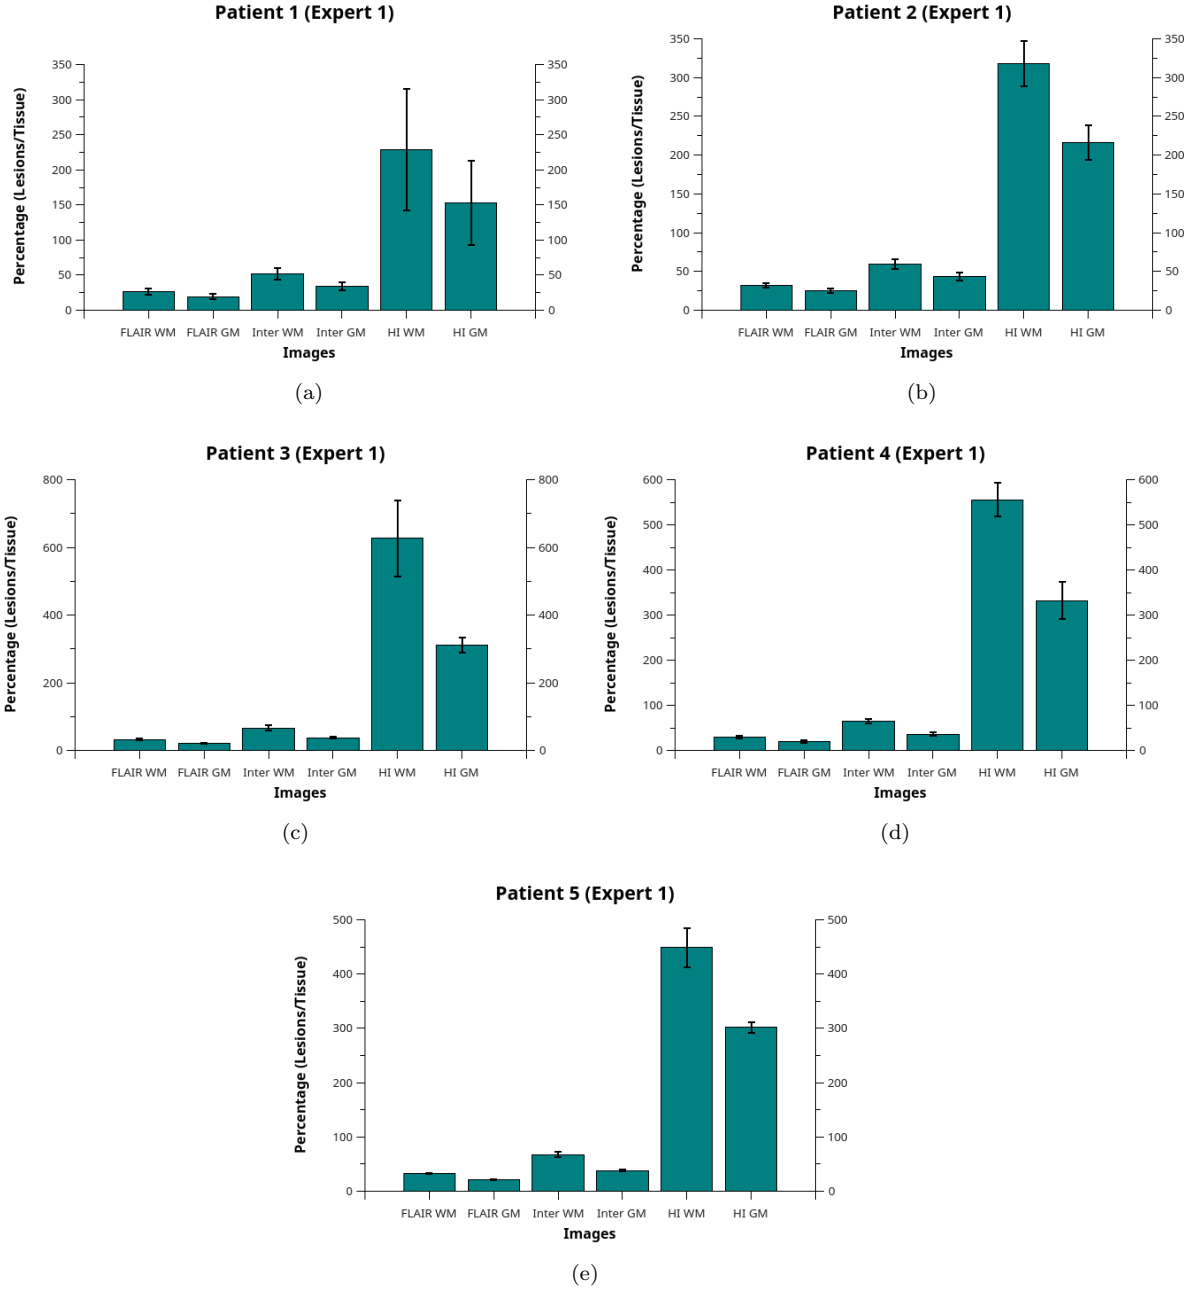 Patient 1 (Expert 1)
Percentage (Lesions/Tissue)
350
300
250
200
150
100
50
0
350
300
250
200
150
100
50
0
FLAIR WM FLAIR GM Inter WM Inter GM HI WM HI GM
Images
(a)
Patient 2 (Expert 1)
Percentage (Lesions/Tissue)
350
300
250
200
150
100
50
0
350
300
250
200
150
100
50
0
FLAIR WM FLAIR GM Inter WM Inter GM HI WM HI GM
Images
(b)
Patient 3 (Expert 1)
Percentage (Lesions/Tissue)
800
600
400
200
0
800
600
400
200
0
FLAIR WM FLAIR GM Inter WM Inter GM HI WM HI GM
Images
(c)
Patient 4 (Expert 1)
Percentage (Lesions/Tissue)
600
500
400
300
200
100
0
600
500
400
300
200
100
0
FLAIR WM FLAIR GM Inter WM Inter GM HI WM HI GM
Images
(d)
Patient 5 (Expert 1)
Percentage (Lesions/Tissue)
500
400
300
200
100
0
500
400
300
200
100
0
FLAIR WM FLAIR GM Inter WM Inter GM HI WM HI GM
Images
(e)